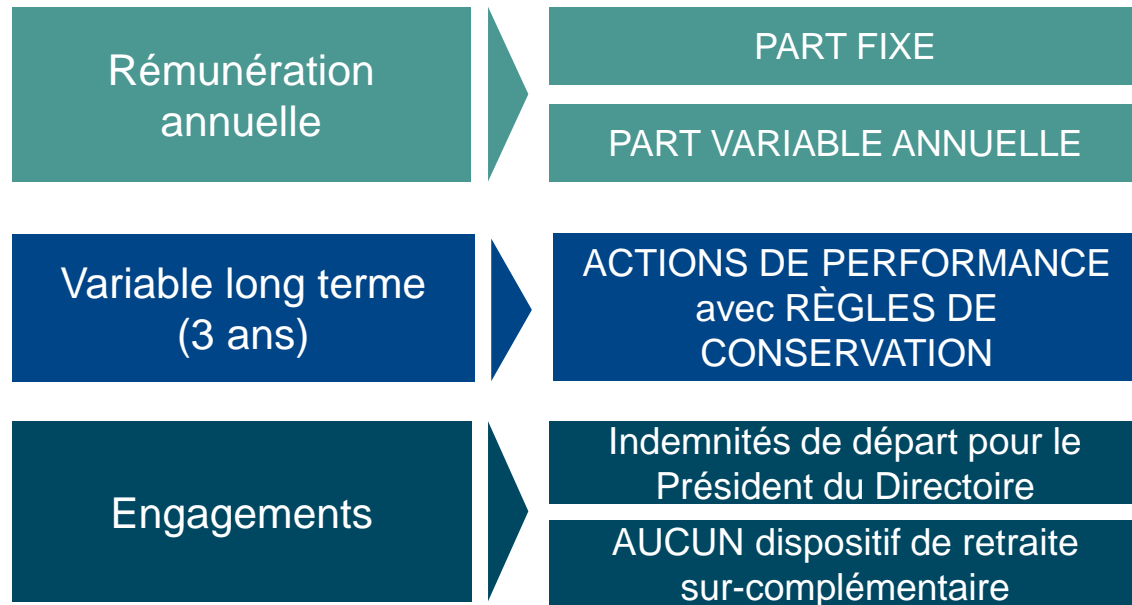 Rémunération
annuelle
PART FIXE
PART VARIABLE ANNUELLE
Variable long terme
(3 ans)
ACTIONS DE PERFORMANCE
avec RÈGLES DE
CONSERVATION
Engagements
Indemnités de départ pour le
Président du Directoire
AUCUN dispositif de retraite
sur-complémentaire